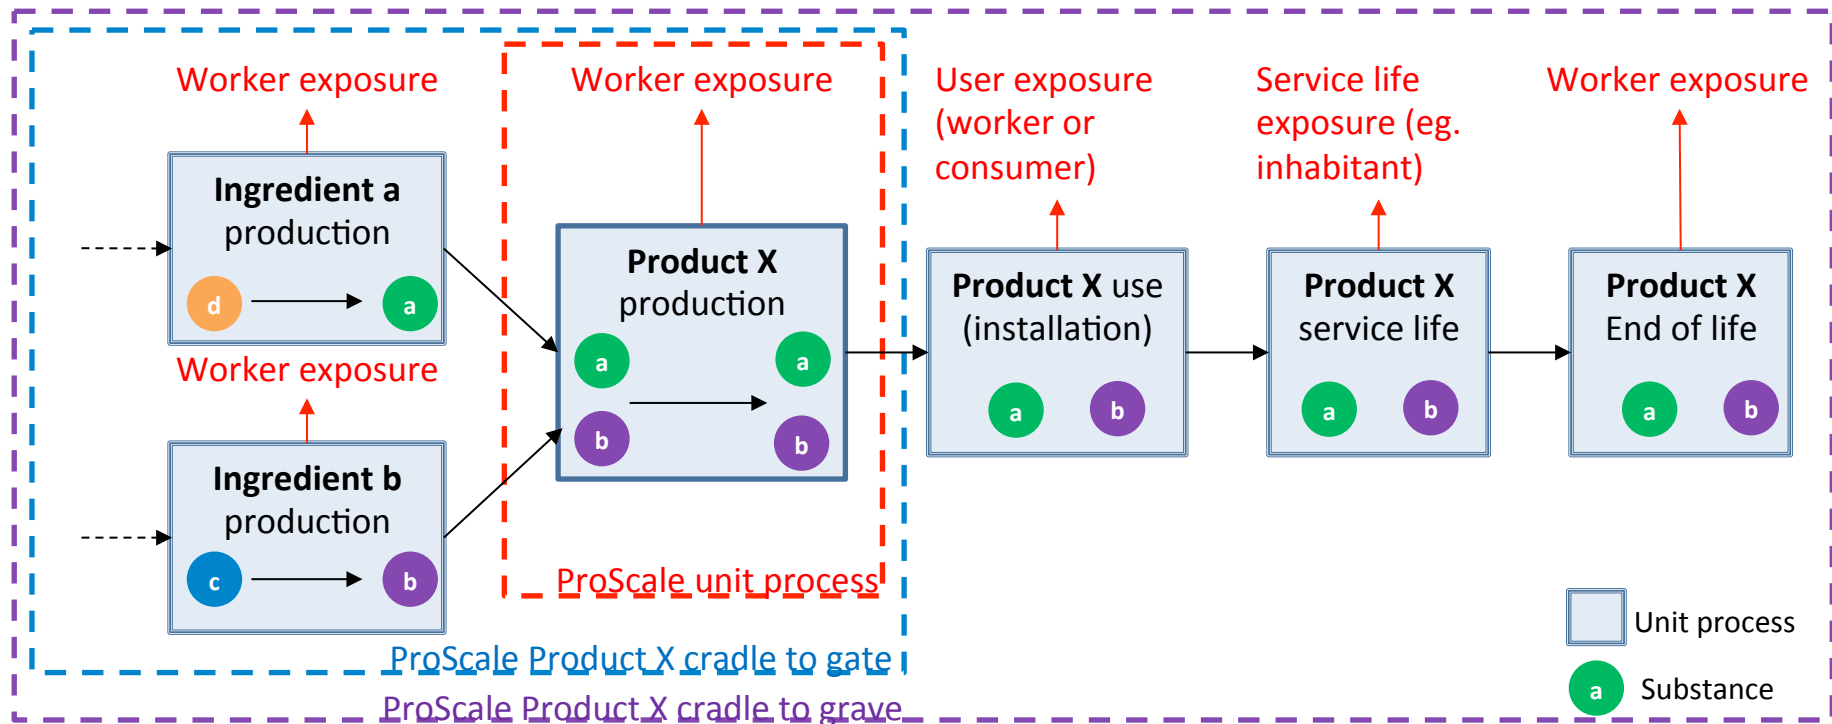 Worker exposure
Ingredient a
production
d
a
Worker exposure
Ingredient b
production
c
b
Worker exposure
Product X
production
a
a
b
b
ProScale unit process
ProScale Product X cradle to gate
ProScale Product X cradle to grave
User exposure
(worker or
consumer)
Product X use
(installation)
a
b
Service life
exposure (eg.
inhabitant)
Product X
service life
a
b
Worker exposure
Product X
End of life
a
b
Unit process
a
Substance